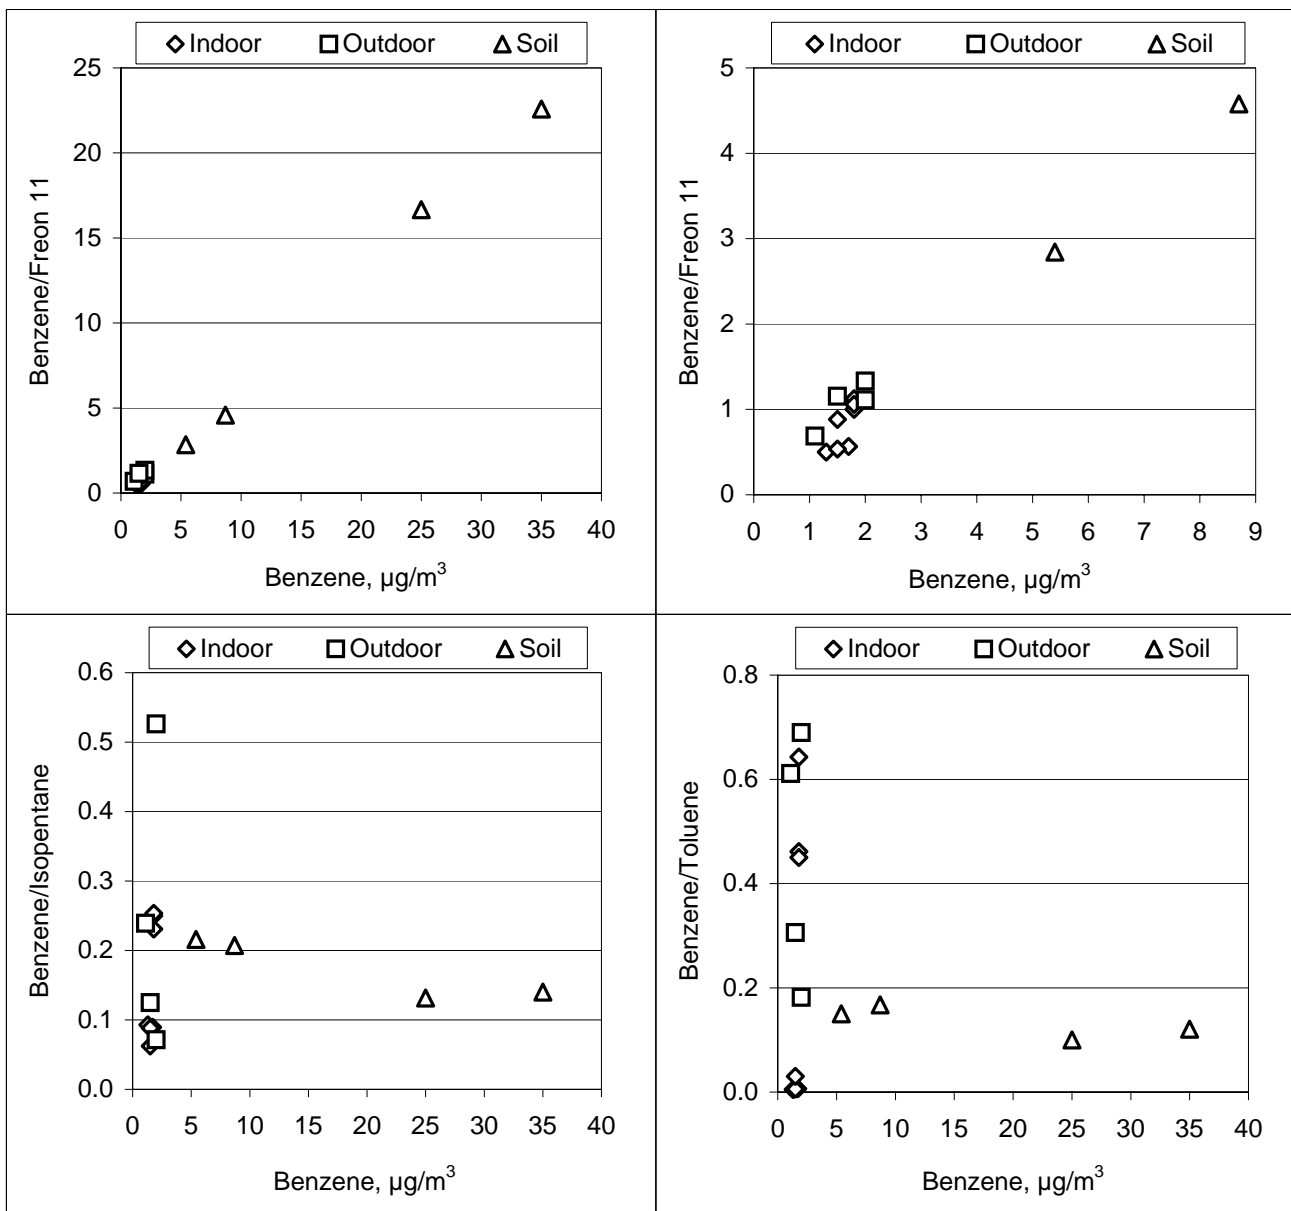 Indoor Outdoor Soil
25
20
15
10
5
0
Benzene/Freon 11
0 5 10 15 20 25 30 35 40
Benzene, µg/m³
Indoor Outdoor Soil
5
4
3
2
1
0
Benzene/Freon 11
0 1 2 3 4 5 6 7 8 9
Benzene, µg/m³
Indoor Outdoor Soil
0.6
0.5
0.4
0.3
0.2
0.1
0.0
Benzene/Isopentane
0 5 10 15 20 25 30 35 40
Benzene, µg/m³
Indoor Outdoor Soil
0.8
0.6
0.4
0.2
0.0
Benzene/Toluene
0 5 10 15 20 25 30 35 40
Benzene, µg/m³